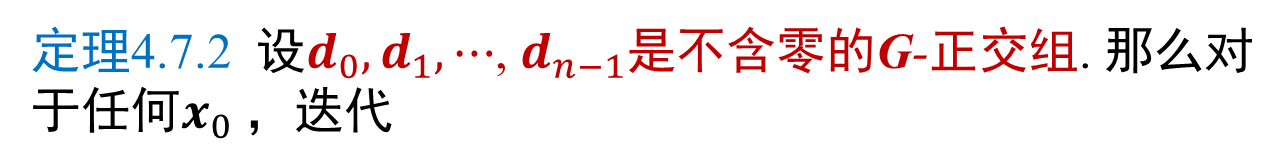 定理4.7.2 设d₀, d₁, ⋯, dₙ₋₁是不含零的G-正交组. 那么对
于任何x₀，迭代